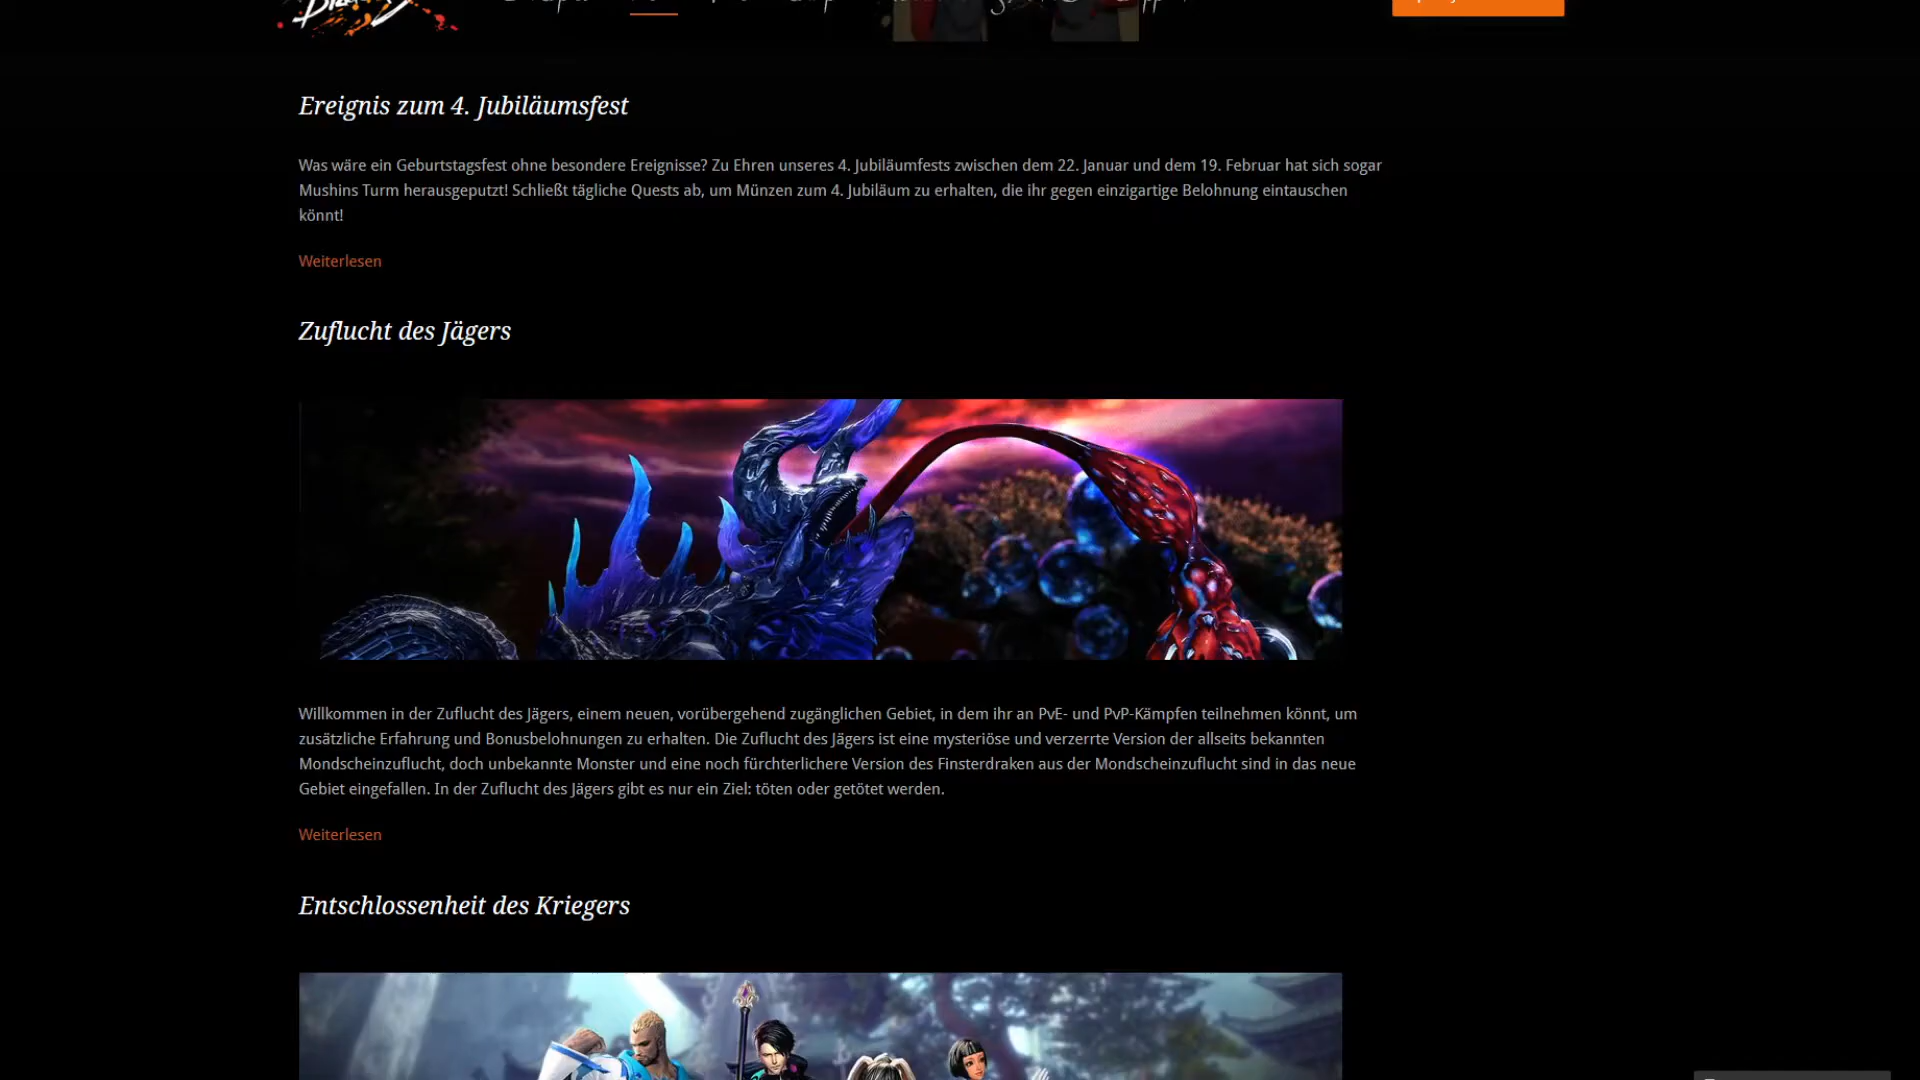 Ereignis zum 4. Jubiläumsfest
Was wäre ein Geburtstagsfest ohne besondere Ereignisse? Zu Ehren unseres 4. Jubiläumfests zwischen dem 22. Januar und dem 19. Februar hat sich sogar
Mushins Turm herausgeputzt! Schließt tägliche Quests ab, um Münzen zum 4. Jubiläum zu erhalten, die ihr gegen einzigartige Belohnung eintauschen
könnt!
Weiterlesen
Zuflucht des Jägers
Willkommen in der Zuflucht des Jägers, einem neuen, vorübergehend zugänglichen Gebiet, in dem ihr an PvE- und PvP-Kämpfen teilnehmen könnt, um
zusätzliche Erfahrung und Bonusbelohnungen zu erhalten. Die Zuflucht des Jägers ist eine mysteriöse und verzerrte Version der allseits bekannten
Mondscheinzuflucht, doch unbekannte Monster und eine noch fürchterlichere Version des Finsterdraken aus der Mondscheinzuflucht sind in das neue
Gebiet eingefallen. In der Zuflucht des Jägers gibt es nur ein Ziel: töten oder getötet werden.
Weiterlesen
Entschlossenheit des Kriegers